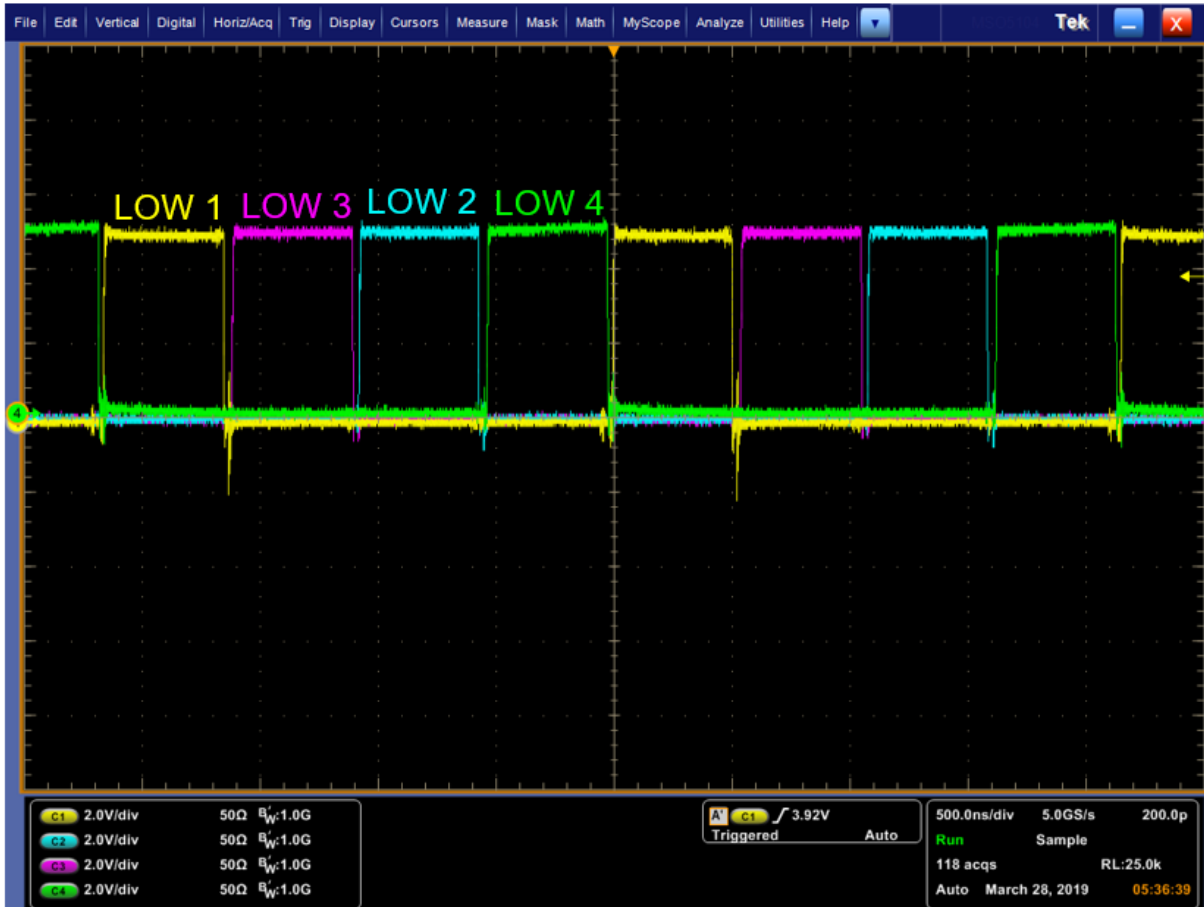 File Edit Vertical Digital Horiz/Acq Trig Display Cursors Measure Mask Math MyScope Analyze Utilities Help Tek X
LOW 1 LOW 3 LOW 2 LOW 4
4
C1 2.0V/div 50Ω BW:1.0G
C2 2.0V/div 50Ω BW:1.0G
C3 2.0V/div 50Ω BW:1.0G
C4 2.0V/div 50Ω BW:1.0G
A' C1 3.92V
Triggered Auto
500.0ns/div 5.0GS/s 200.0p
Run Sample
118 acqs RL:25.0k
Auto March 28, 2019 05:36:39